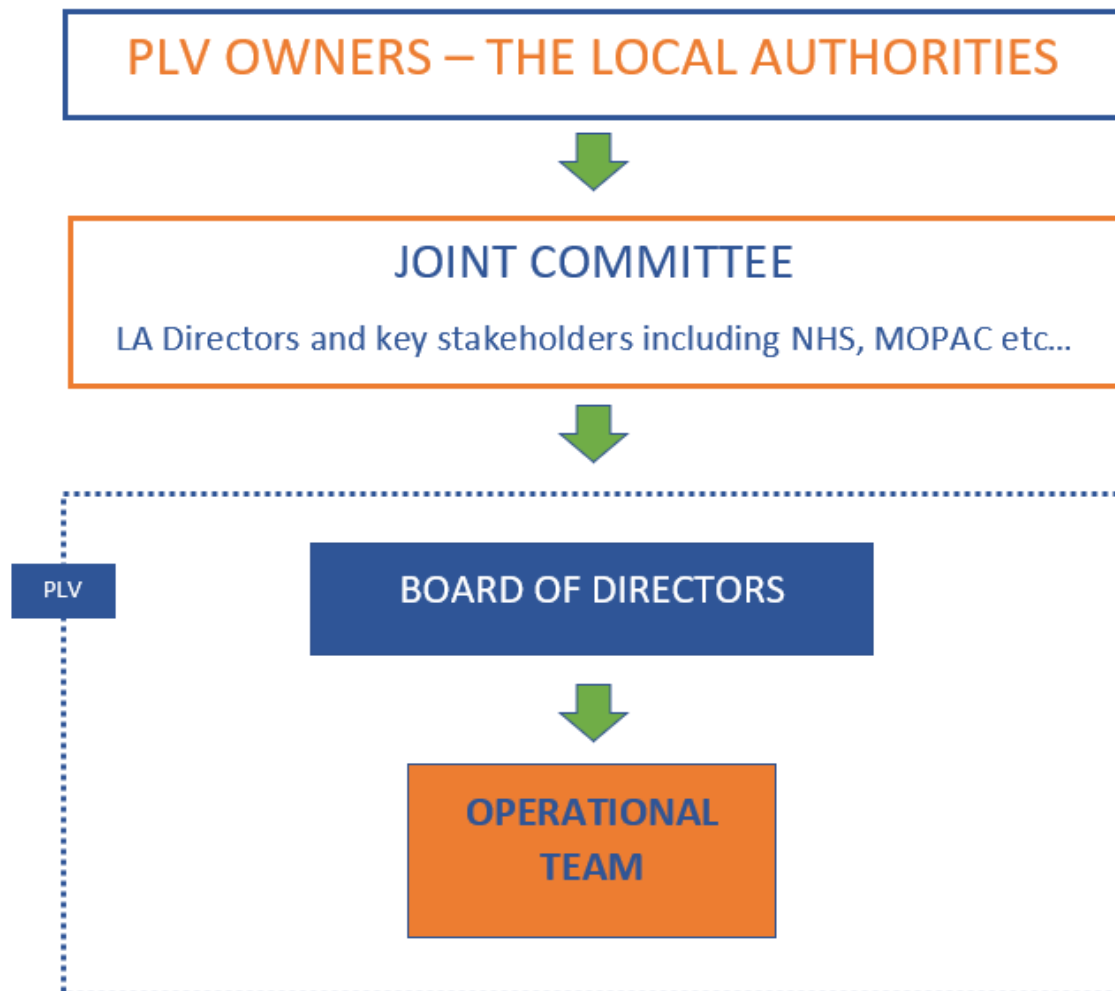 PLV OWNERS – THE LOCAL AUTHORITIES
JOINT COMMITTEE
LA Directors and key stakeholders including NHS, MOPAC etc...
PLV
BOARD OF DIRECTORS
OPERATIONAL
TEAM